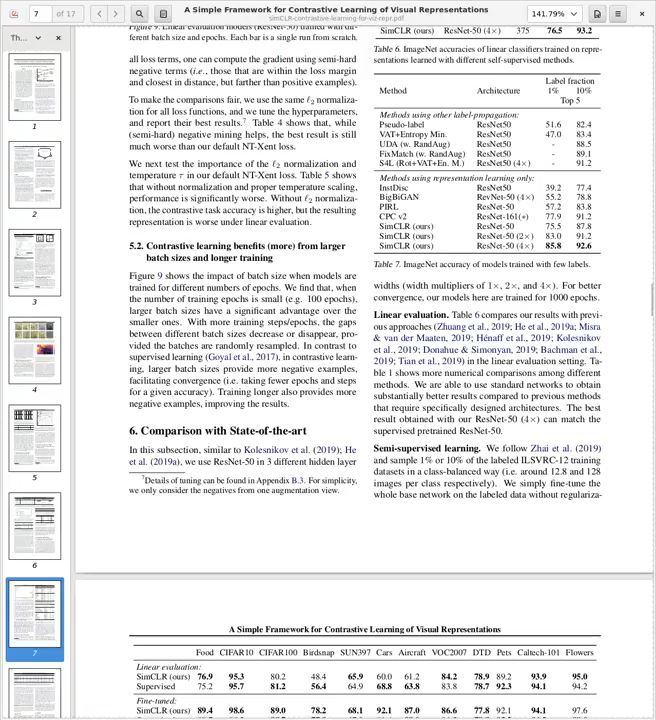 A Simple Framework for Contrastive Learning of Visual Representations
simCLR-contrastive-learning-for-viz-repr.pdf
7 of 17
141.79%
Th...
1
2
3
4
5
6
7
ferent batch size and epochs. Each bar is a single run from scratch.
all loss terms, one can compute the gradient using semi-hard
negative terms (i.e., those that are within the loss margin
and closest in distance, but farther than positive examples).
To make the comparisons fair, we use the same ℓ2 normaliza-
tion for all loss functions, and we tune the hyperparameters,
and report their best results.7 Table 4 shows that, while
(semi-hard) negative mining helps, the best result is still
much worse than our default NT-Xent loss.
We next test the importance of the ℓ2 normalization and
temperature τ in our default NT-Xent loss. Table 5 shows
that without normalization and proper temperature scaling,
performance is significantly worse. Without ℓ2 normaliza-
tion, the contrastive task accuracy is higher, but the resulting
representation is worse under linear evaluation.
5.2. Contrastive learning benefits (more) from larger
batch sizes and longer training
Figure 9 shows the impact of batch size when models are
trained for different numbers of epochs. We find that, when
the number of training epochs is small (e.g. 100 epochs),
larger batch sizes have a significant advantage over the
smaller ones. With more training steps/epochs, the gaps
between different batch sizes decrease or disappear, pro-
vided the batches are randomly resampled. In contrast to
supervised learning (Goyal et al., 2017), in contrastive learn-
ing, larger batch sizes provide more negative examples,
facilitating convergence (i.e. taking fewer epochs and steps
for a given accuracy). Training longer also provides more
negative examples, improving the results.
6. Comparison with State-of-the-art
In this subsection, similar to Kolesnikov et al. (2019); He
et al. (2019a), we use ResNet-50 in 3 different hidden layer
7Details of tuning can be found in Appendix B.3. For simplicity,
we only consider the negatives from one augmentation view.
SimCLR (ours) ResNet-50 (4×) 375 76.5 93.2
Table 6. ImageNet accuracies of linear classifiers trained on repre-
sentations learned with different self-supervised methods.
Label fraction
Method Architecture 1% 10%
Top 5
Methods using other label-propagation:
Pseudo-label ResNet50 51.6 82.4
VAT+Entropy Min. ResNet50 47.0 83.4
UDA (w. RandAug) ResNet50 - 88.5
FixMatch (w. RandAug) ResNet50 - 89.1
S4L (Rot+VAT+En. M.) ResNet50 (4×) - 91.2
Methods using representation learning only:
InstDisc ResNet50 39.2 77.4
BigBiGAN RevNet-50 (4×) 55.2 78.8
PIRL ResNet-50 57.2 83.8
CPC v2 ResNet-161(∗) 77.9 91.2
SimCLR (ours) ResNet-50 75.5 87.8
SimCLR (ours) ResNet-50 (2×) 83.0 91.2
SimCLR (ours) ResNet-50 (4×) 85.8 92.6
Table 7. ImageNet accuracy of models trained with few labels.
widths (width multipliers of 1×, 2×, and 4×). For better
convergence, our models here are trained for 1000 epochs.
Linear evaluation. Table 6 compares our results with previ-
ous approaches (Zhuang et al., 2019; He et al., 2019a; Misra
& van der Maaten, 2019; Hénaff et al., 2019; Kolesnikov
et al., 2019; Donahue & Simonyan, 2019; Bachman et al.,
2019; Tian et al., 2019) in the linear evaluation setting. Ta-
ble 1 shows more numerical comparisons among different
methods. We are able to use standard networks to obtain
substantially better results compared to previous methods
that require specifically designed architectures. The best
result obtained with our ResNet-50 (4×) can match the
supervised pretrained ResNet-50.
Semi-supervised learning. We follow Zhai et al. (2019)
and sample 1% or 10% of the labeled ILSVRC-12 training
datasets in a class-balanced way (i.e. around 12.8 and 128
images per class respectively). We simply fine-tune the
whole base network on the labeled data without regulariza-
A Simple Framework for Contrastive Learning of Visual Representations
Food CIFAR10 CIFAR100 Birdsnap SUN397 Cars Aircraft VOC2007 DTD Pets Caltech-101 Flowers
Linear evaluation:
SimCLR (ours) 76.9 95.3 80.2 48.4 65.9 60.0 61.2 84.2 78.9 89.2 93.9 95.0
Supervised 75.2 95.7 81.2 56.4 64.9 68.8 63.8 83.8 78.7 92.3 94.1 94.2
Fine-tuned:
SimCLR (ours) 89.4 98.6 89.0 78.2 68.1 92.1 87.0 86.6 77.8 92.1 94.1 97.6